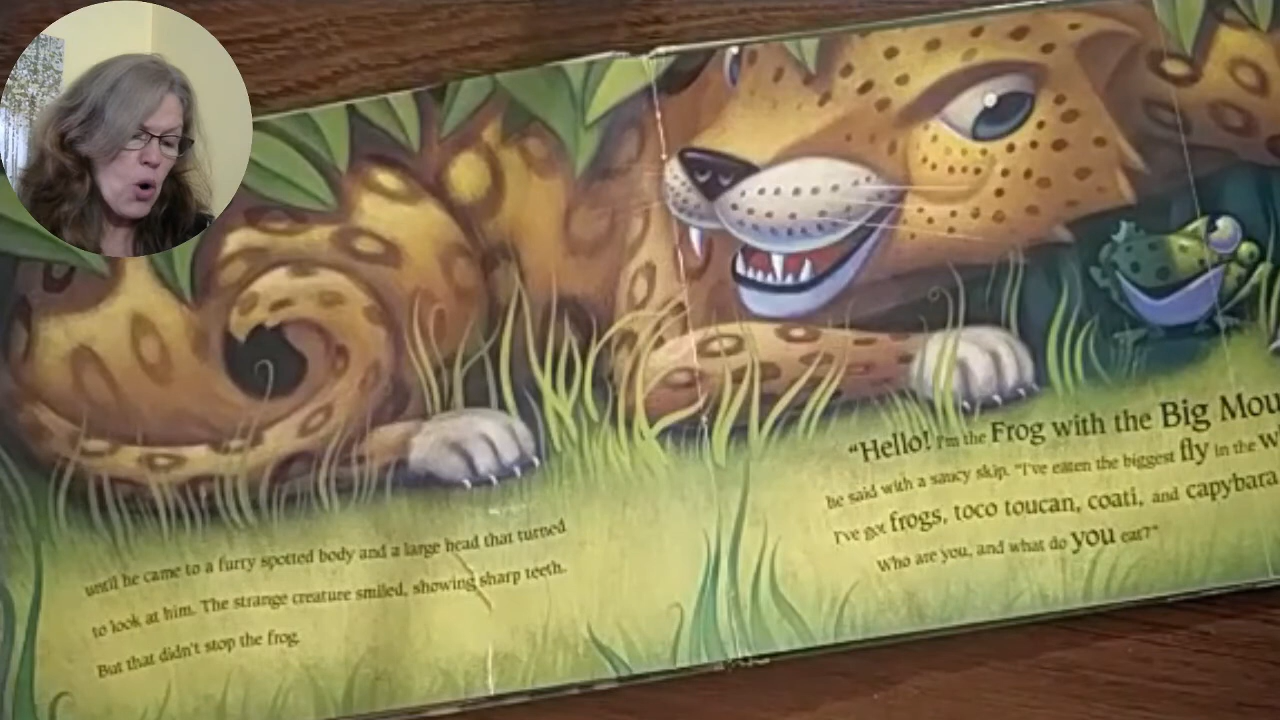 until he came to a furry spotted body and a large head that turned
to look at him. The strange creature smiled, showing sharp teeth.
But that didn't stop the frog.
"Hello! I'm the Frog with the Big
he said with a saucy skip. "I've eaten the biggest fly in the
I've got frogs, toco toucan, coati, and capybara
Who are you, and what do you eat?"